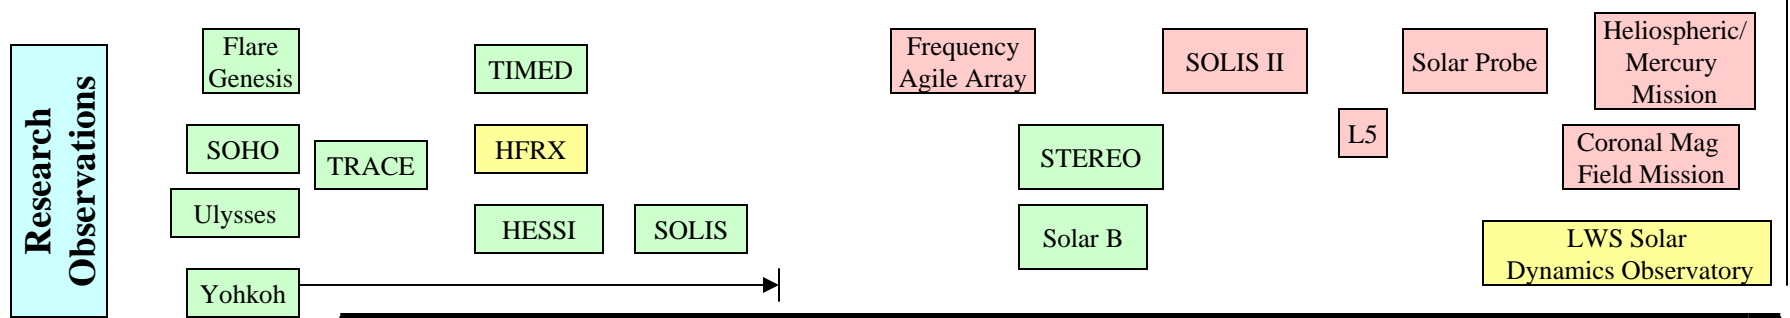 Research
Observations
Flare
Genesis
SOHO
Ulysses
Yohkoh
TRACE
TIMED
HFRX
HESSI
SOLIS
Frequency
Agile Array
STEREO
Solar B
SOLIS II
L5
Solar Probe
Heliospheric/
Mercury
Mission
Coronal Mag
Field Mission
LWS Solar
Dynamics Observatory